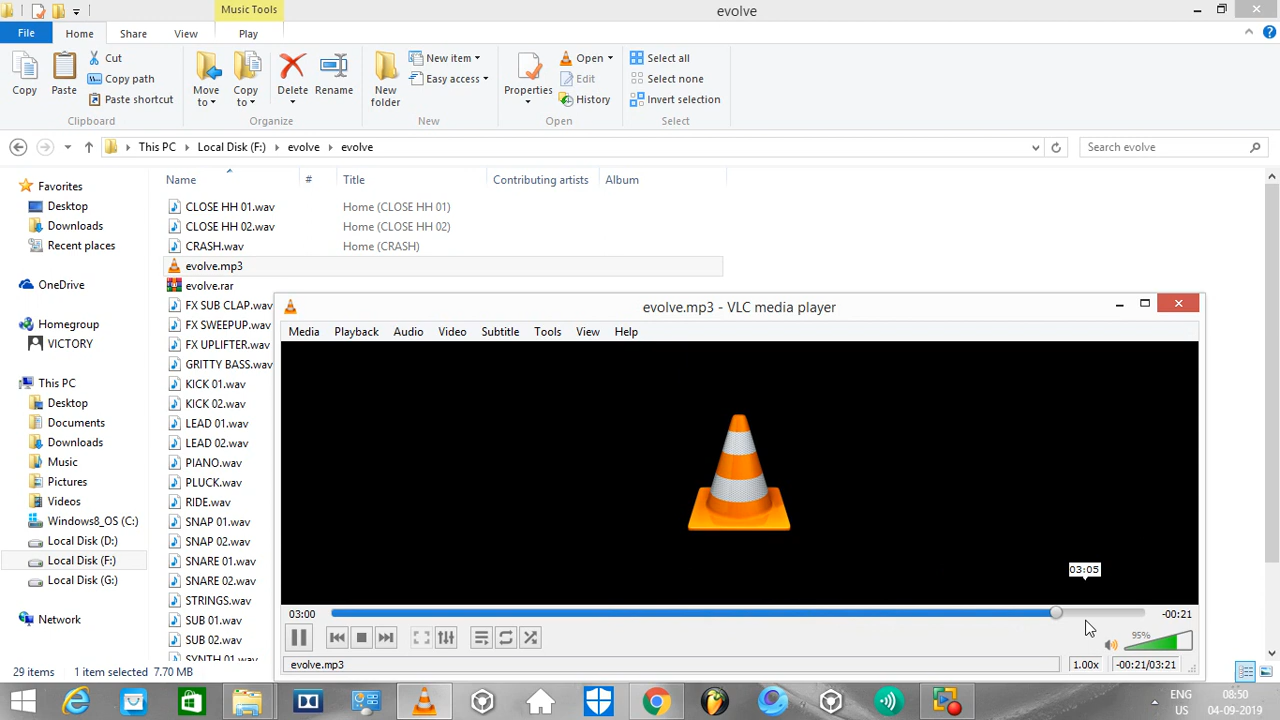 Music Tools
evolve
File
Home
Share
View
Play
Copy
Paste
Cut
Copy path
Paste shortcut
Clipboard
Move to
Copy to
Delete
Rename
Organize
New folder
New item
Easy access
New
Properties
Open
Edit
History
Open
Select all
Select none
Invert selection
Select
This PC
Local Disk (F:)
evolve
evolve
Search evolve
Favorites
Desktop
Downloads
Recent places
OneDrive
Homegroup
VICTORY
This PC
Desktop
Documents
Downloads
Music
Pictures
Videos
Windows8_OS (C:)
Local Disk (D:)
Local Disk (F:)
Local Disk (G:)
Network
Name
#
Title
Contributing artists
Album
CLOSE HH 01.wav
Home (CLOSE HH 01)
CLOSE HH 02.wav
Home (CLOSE HH 02)
CRASH.wav
Home (CRASH)
evolve.mp3
evolve.rar
FX SUB CLAP.wav
FX SWEEPUP.wav
FX UPLIFTER.wav
GRITTY BASS.wav
KICK 01.wav
KICK 02.wav
LEAD 01.wav
LEAD 02.wav
PIANO.wav
PLUCK.wav
RIDE.wav
SNAP 01.wav
SNAP 02.wav
SNARE 01.wav
SNARE 02.wav
STRINGS.wav
SUB 01.wav
SUB 02.wav
SYNTH 01.wav
evolve.mp3 - VLC media player
Media
Playback
Audio
Video
Subtitle
Tools
View
Help
03:05
03:00
-00:21
95%
evolve.mp3
1.00x
-00:21/03:21
29 items
1 item selected
7.70 MB
ENG
US
08:50
04-09-2019